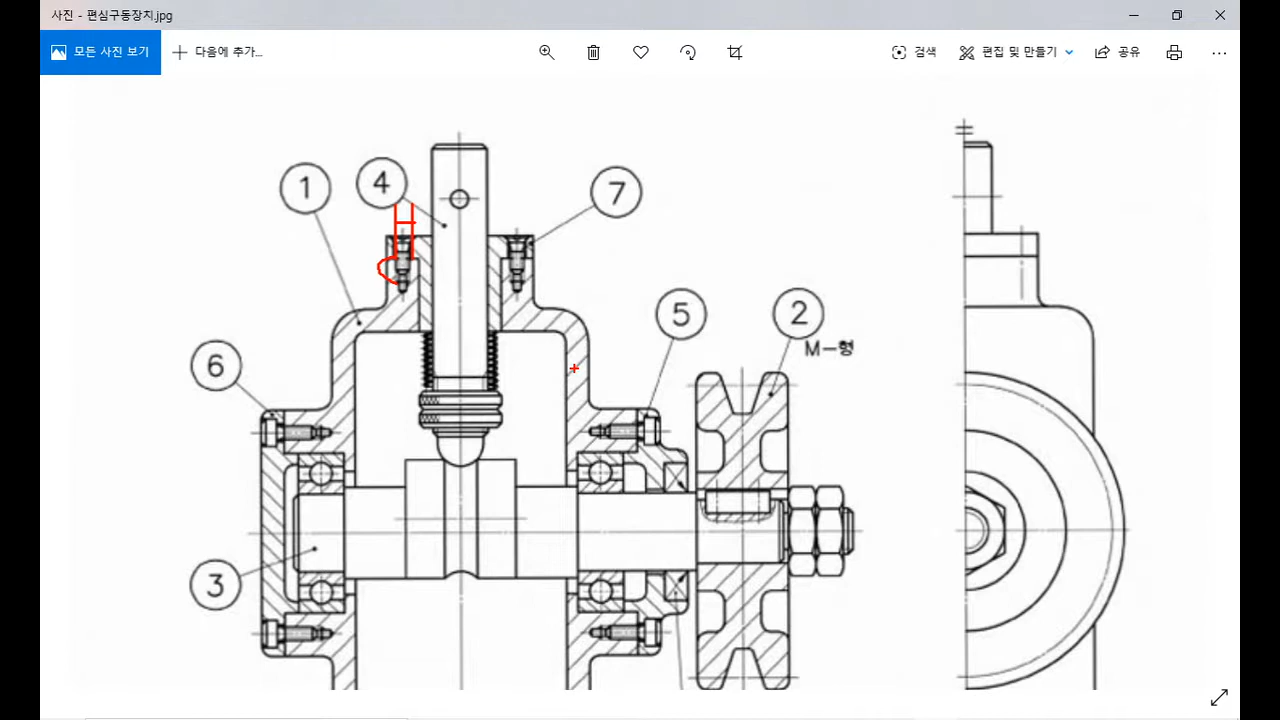 사진 - 편심구동장치.jpg
모든 사진 보기
다음에 추가...
검색
편집 및 만들기
공유
1
4
7
5
2
M-형
6
3